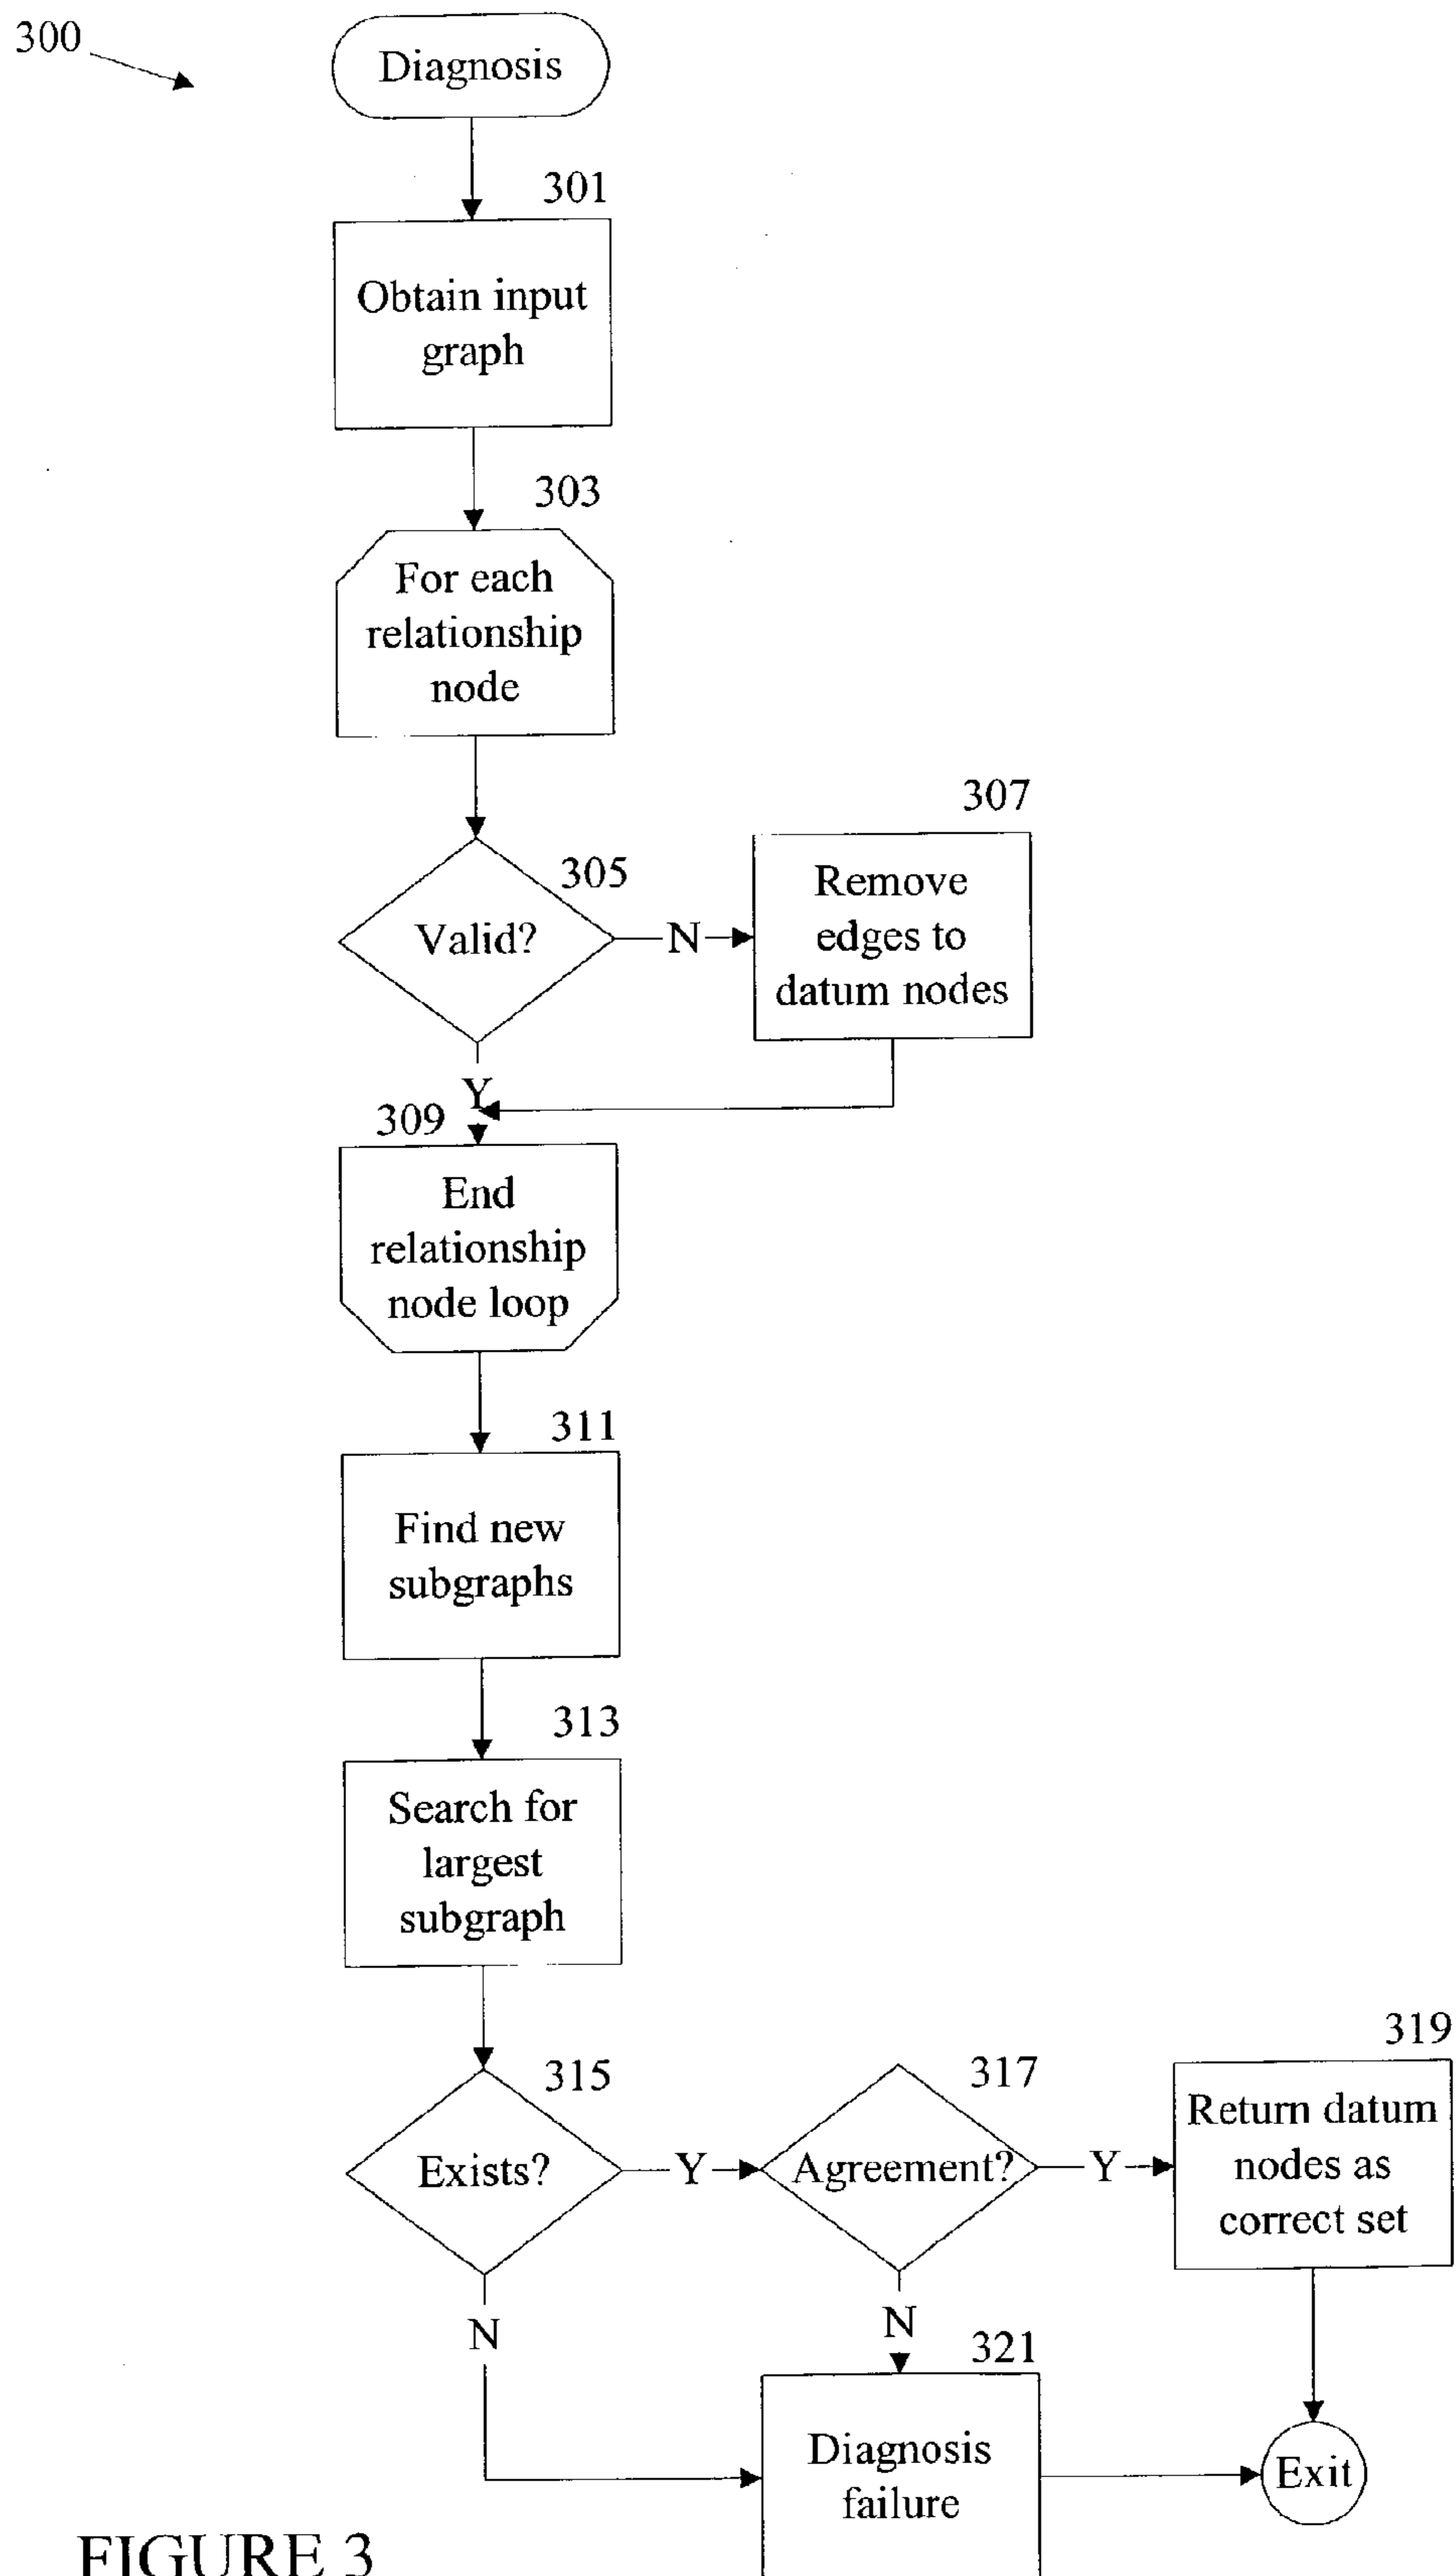 300
Diagnosis
301
Obtain input
graph
303
For each
relationship
node
305
Valid?
N
307
Remove
edges to
datum nodes
Y
309
End
relationship
node loop
311
Find new
subgraphs
313
Search for
largest
subgraph
315
Exists?
Y
317
Agreement?
Y
319
Return datum
nodes as
correct set
N
N
321
Diagnosis
failure
Exit
FIGURE 3